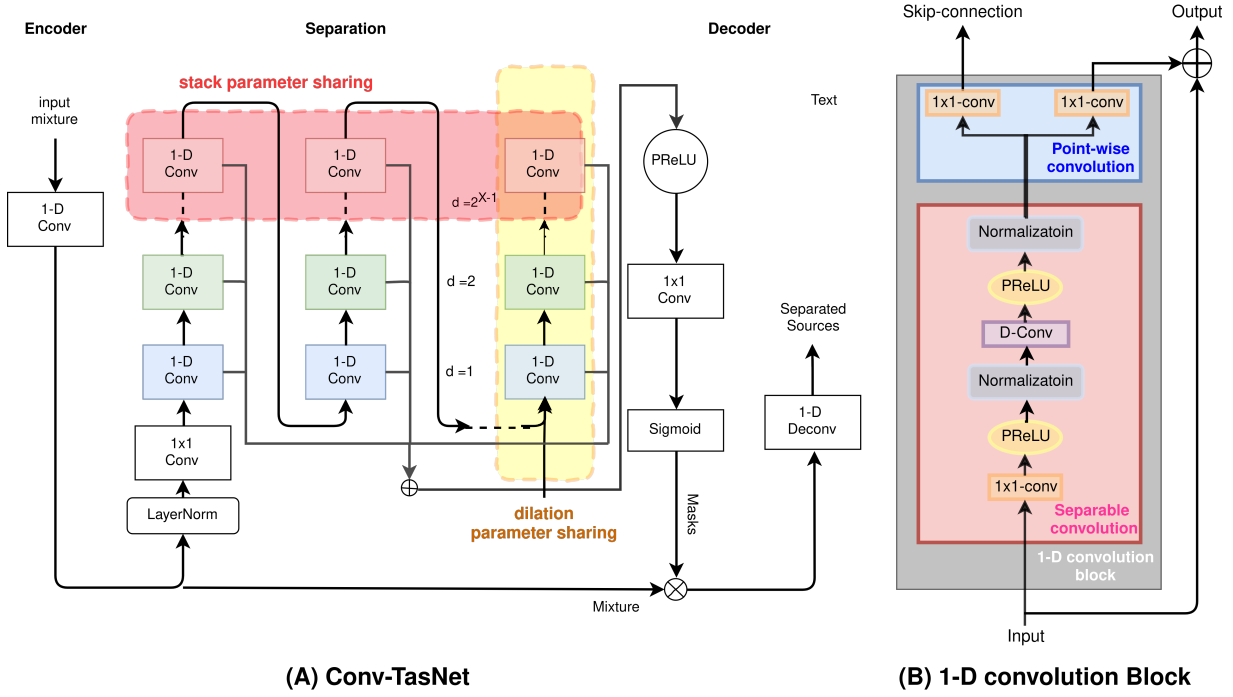 Encoder
Separation
Decoder
stack parameter sharing
input
mixture
1-D
Conv
1-D
Conv
1-D
Conv
1-D
Conv
d =2^X-1
1-D
Conv
1-D
Conv
d =2
1-D
Conv
1-D
Conv
1-D
Conv
d =1
1-D
Conv
1x1
Conv
LayerNorm
dilation
parameter sharing
Text
PReLU
1x1
Conv
Sigmoid
Masks
Mixture
Separated
Sources
1-D
Deconv
(A) Conv-TasNet
Skip-connection
Output
1x1-conv
1x1-conv
Point-wise
convolution
Normalizatoin
PReLU
D-Conv
Normalizatoin
PReLU
1x1-conv
Separable
convolution
1-D convolution
block
Input
(B) 1-D convolution Block